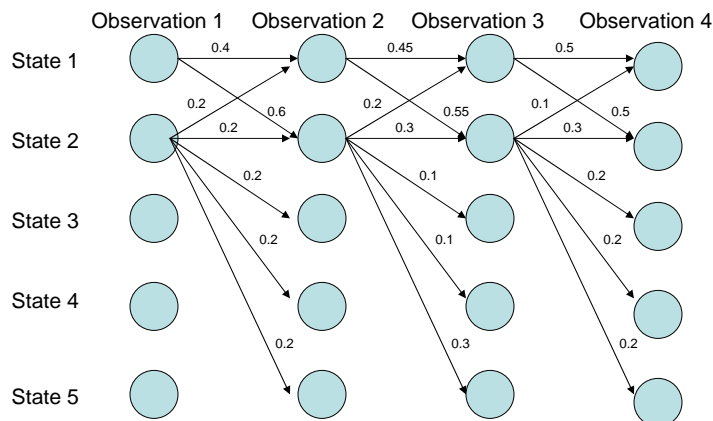 Observation 1 Observation 2 Observation 3 Observation 4
State 1
0.4 0.45 0.5
0.2 0.6 0.2 0.55 0.1 0.5
State 2
0.2 0.3 0.3
0.2 0.1 0.2
State 3
0.2 0.1 0.2
State 4
0.2 0.3 0.2
State 5